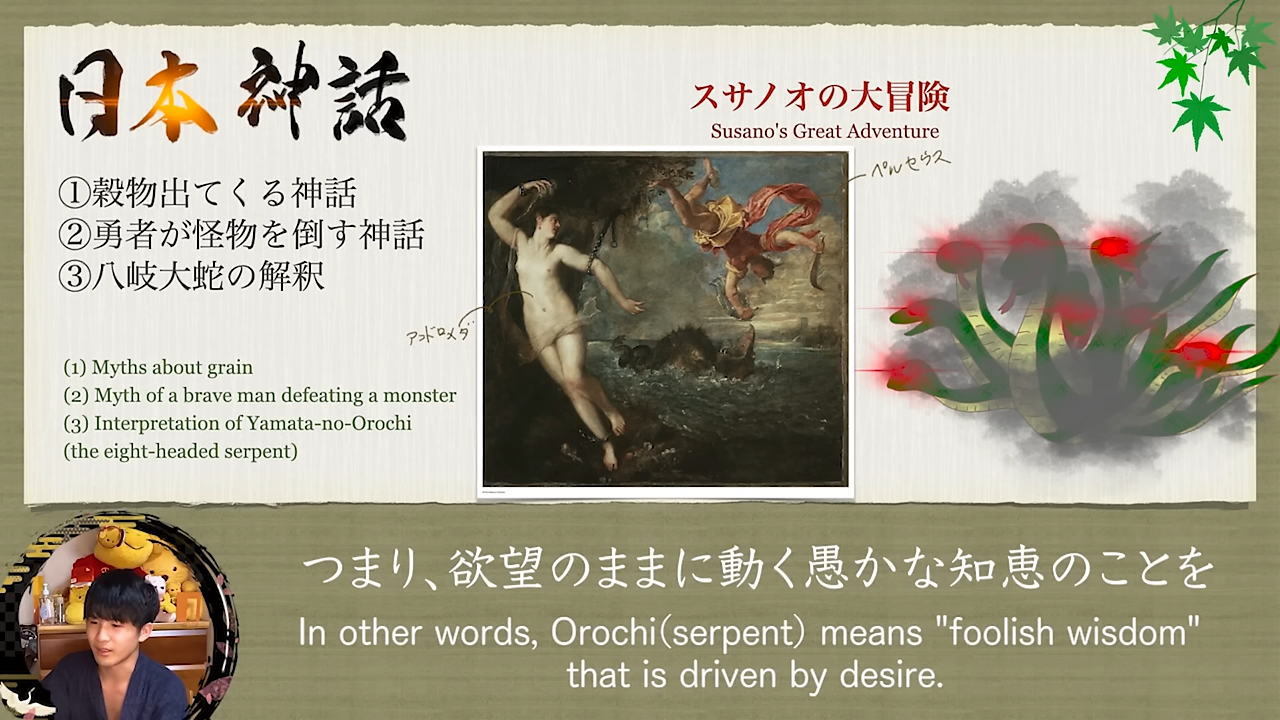 日本神話
スサノオの大冒険
Susano's Great Adventure
①穀物出てくる神話
②勇者が怪物を倒す神話
③八岐大蛇の解釈
ペルセウス
アンドロメダ
(1) Myths about grain
(2) Myth of a brave man defeating a monster
(3) Interpretation of Yamata-no-Orochi
(the eight-headed serpent)
つまり、欲望のままに動く愚かな知恵のことを
In other words, Orochi(serpent) means "foolish wisdom"
that is driven by desire.